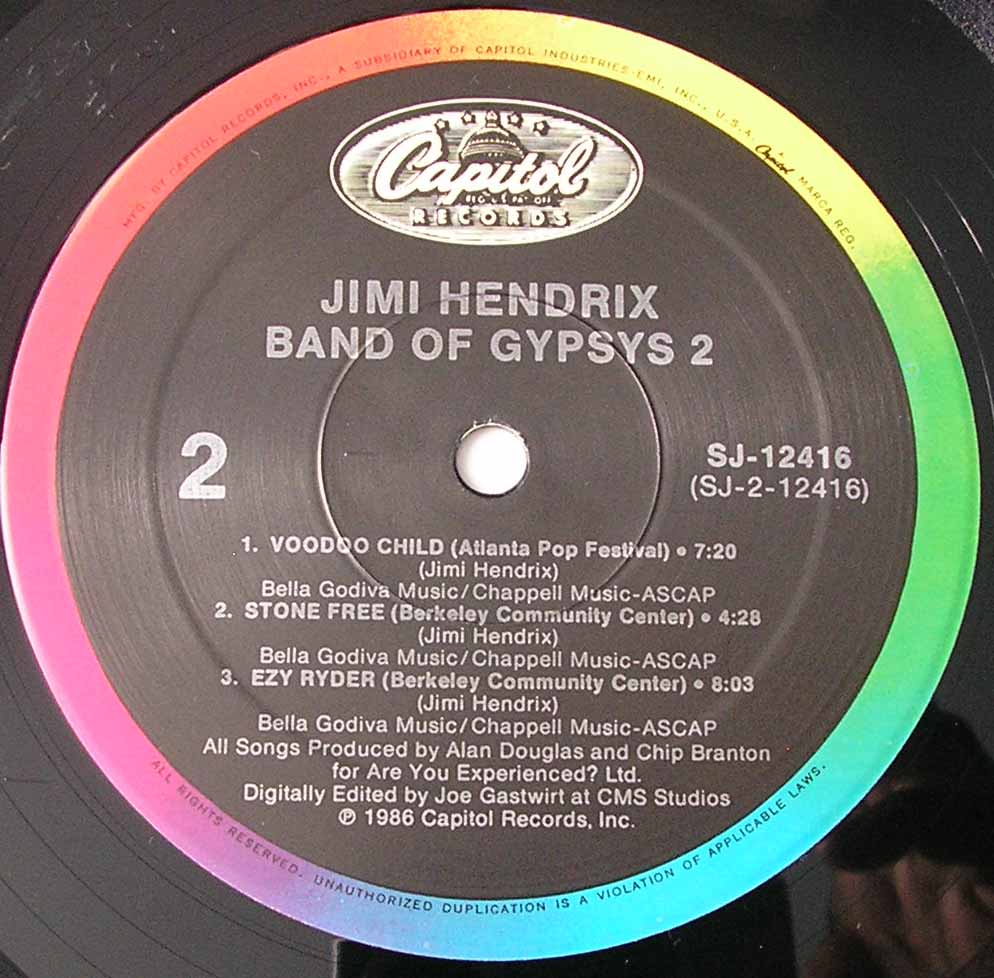 MFG. BY CAPITOL RECORDS, INC., A SUBSIDIARY OF CAPITOL INDUSTRIES-EMI, INC., U.S.A. Capitol MARCA REG.
Capitol
REG. U.S. PAT. OFF.
RECORDS
JIMI HENDRIX
BAND OF GYPSYS 2
2
SJ-12416
(SJ-2-12416)
1. VOODOO CHILD (Atlanta Pop Festival) • 7:20
(Jimi Hendrix)
Bella Godiva Music/Chappell Music-ASCAP
2. STONE FREE (Berkeley Community Center) • 4:28
(Jimi Hendrix)
Bella Godiva Music/Chappell Music-ASCAP
3. EZY RYDER (Berkeley Community Center) • 8:03
(Jimi Hendrix)
Bella Godiva Music/Chappell Music-ASCAP
All Songs Produced by Alan Douglas and Chip Branton
for Are You Experienced? Ltd.
Digitally Edited by Joe Gastwirt at CMS Studios
℗ 1986 Capitol Records, Inc.
ALL RIGHTS RESERVED. UNAUTHORIZED DUPLICATION IS A VIOLATION OF APPLICABLE LAWS.